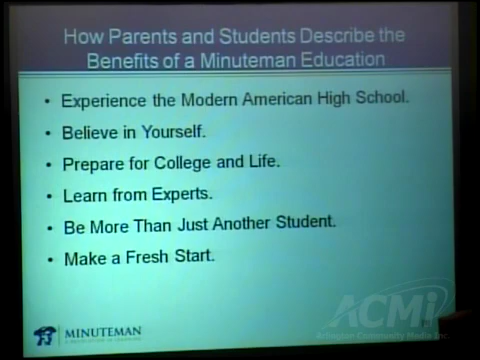 How Parents and Students Describe the
Benefits of a Minuteman Education
• Experience the Modern American High School.
• Believe in Yourself.
• Prepare for College and Life.
• Learn from Experts.
• Be More Than Just Another Student.
• Make a Fresh Start.
MINUTEMAN
ACMi
Arlington Community Media Inc.